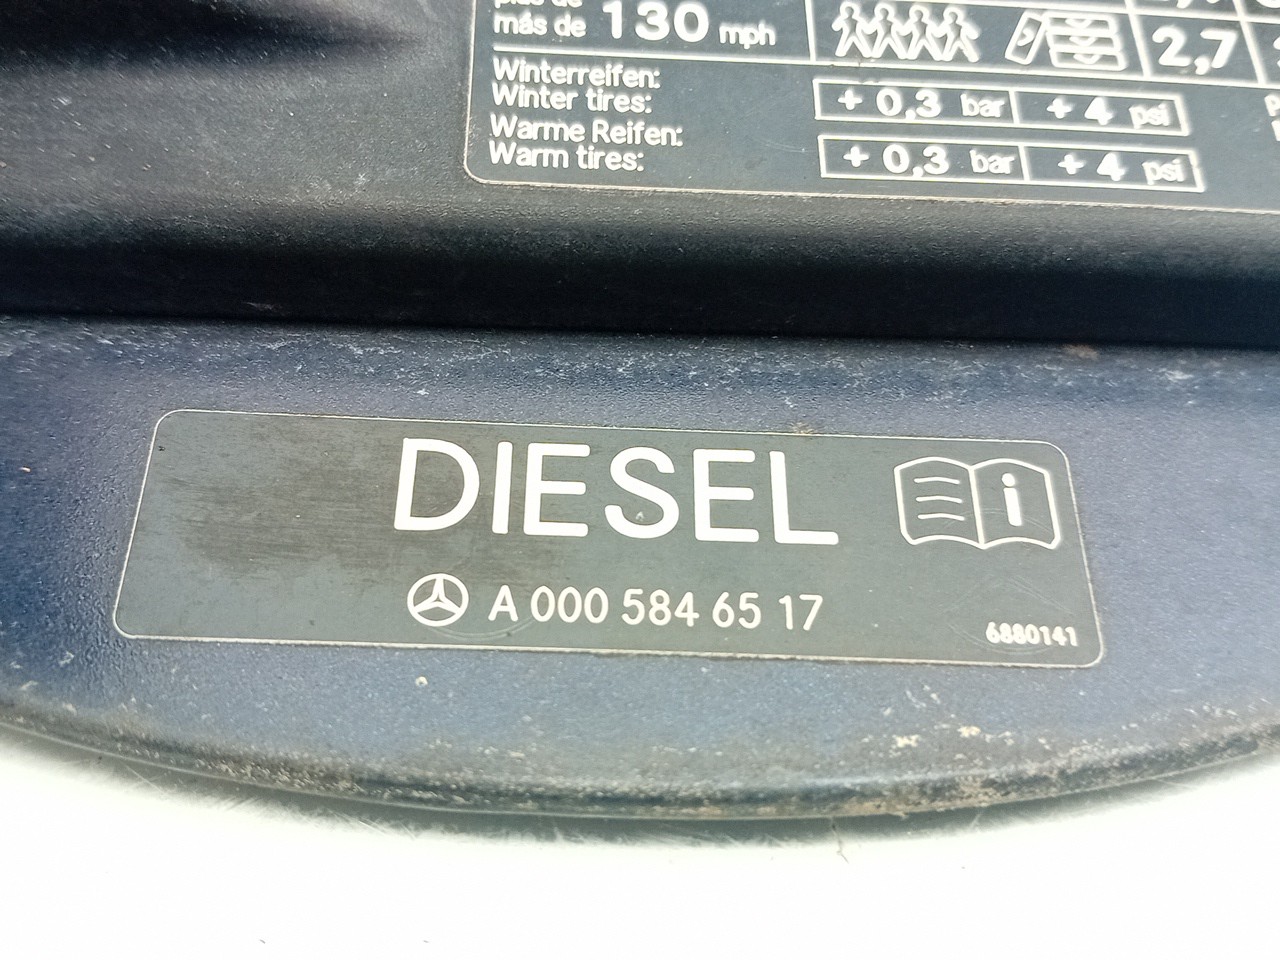 más de 130 mph 2,7
Winterreifen:
Winter tires: + 0,3 bar + 4 psi
Warme Reifen:
Warm tires: + 0,3 bar + 4 psi
DIESEL i
A 000 584 65 17
6880141